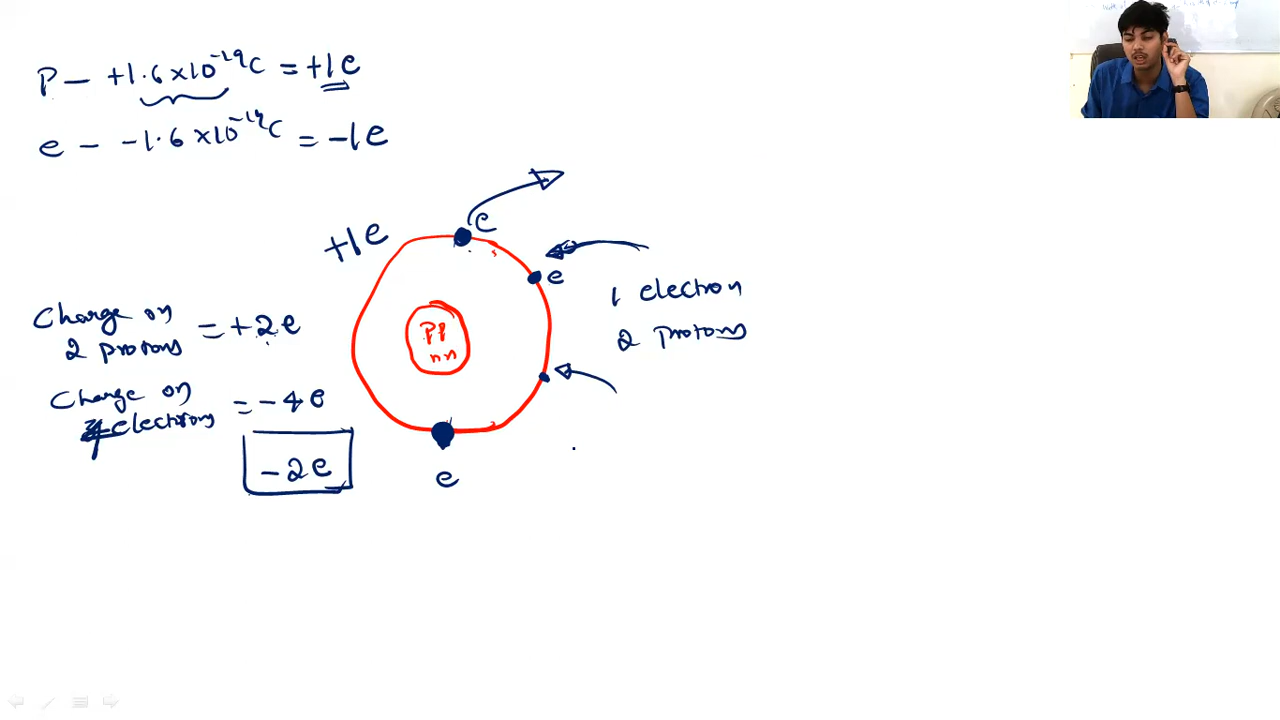 P — +1.6 × 10⁻¹⁹C = +1e
e – -1.6 × 10⁻¹⁹C = -1e
+1e
e
e
1 electron
2 protons
Charge on
2 protons = +2e
PP
nn
Charge on
4 electrons = -4e
-2e
e